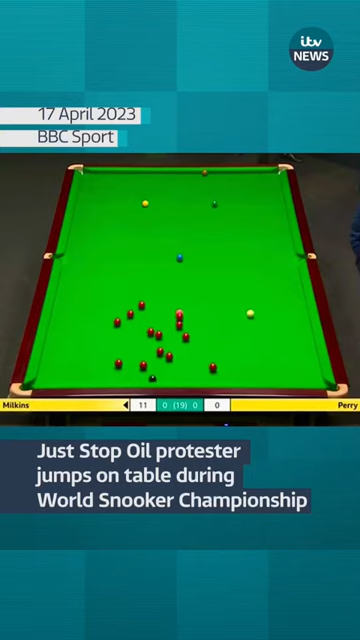 itv
NEWS
17 April 2023
BBC Sport
Milkins 11 0 (19) 0 0 Perry
Just Stop Oil protester
jumps on table during
World Snooker Championship